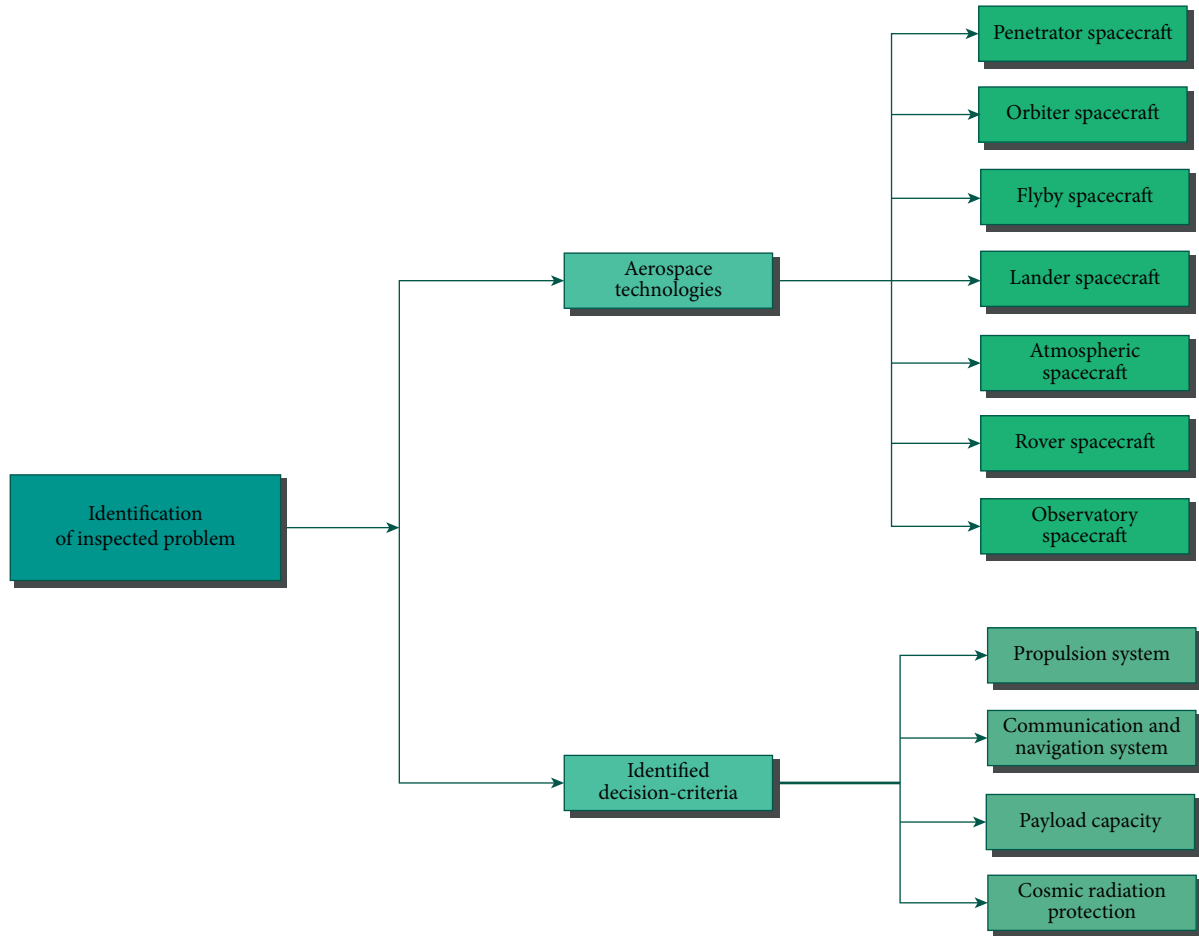 Penetrator spacecraft
Orbiter spacecraft
Flyby spacecraft
Aerospace
technologies
Lander spacecraft
Atmospheric
spacecraft
Rover spacecraft
Identification
of inspected problem
Observatory
spacecraft
Propulsion system
Communication and
navigation system
Identified
decision-criteria
Payload capacity
Cosmic radiation
protection